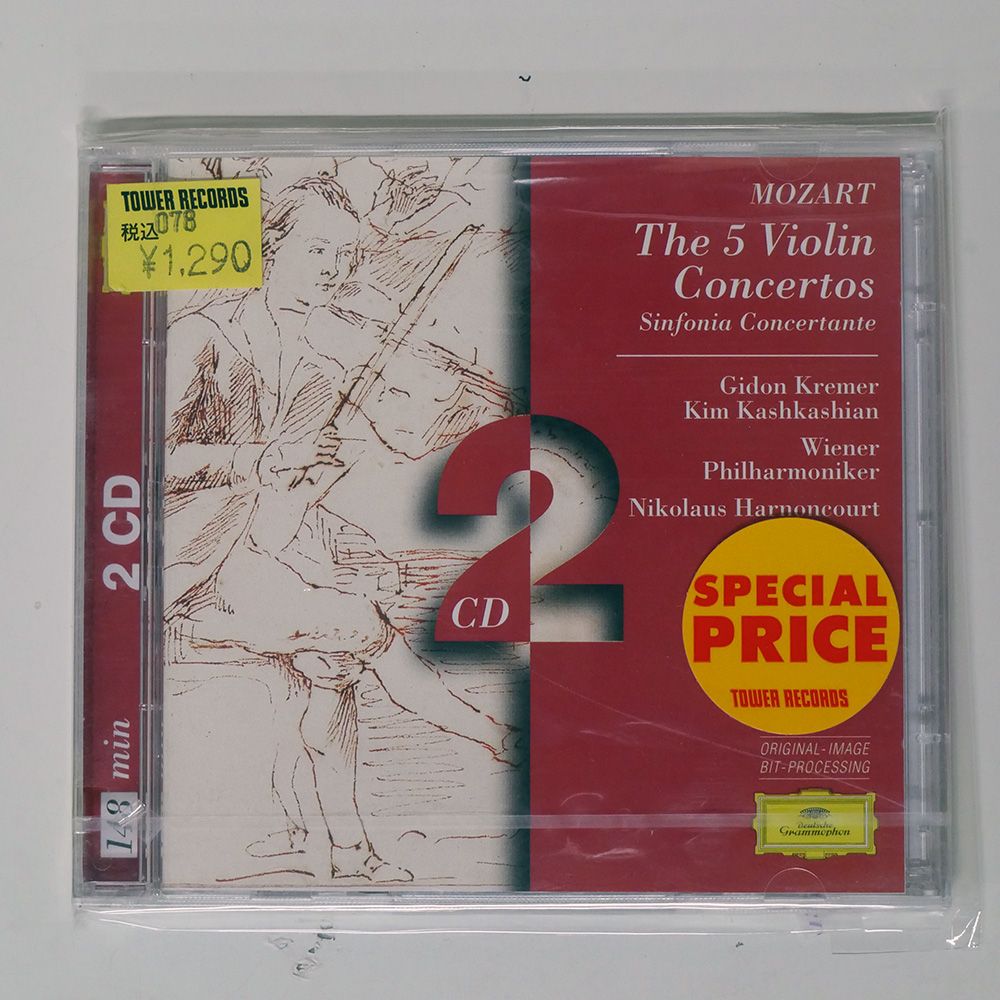 TOWER RECORDS
税込078
¥1,290
2 CD
148 min
MOZART
The 5 Violin
Concertos
Sinfonia Concertante
Gidon Kremer
Kim Kashkashian
Wiener
Philharmoniker
Nikolaus Harnoncourt
2
CD
SPECIAL
PRICE
TOWER RECORDS
ORIGINAL-IMAGE
BIT-PROCESSING
deutsche
Grammophon